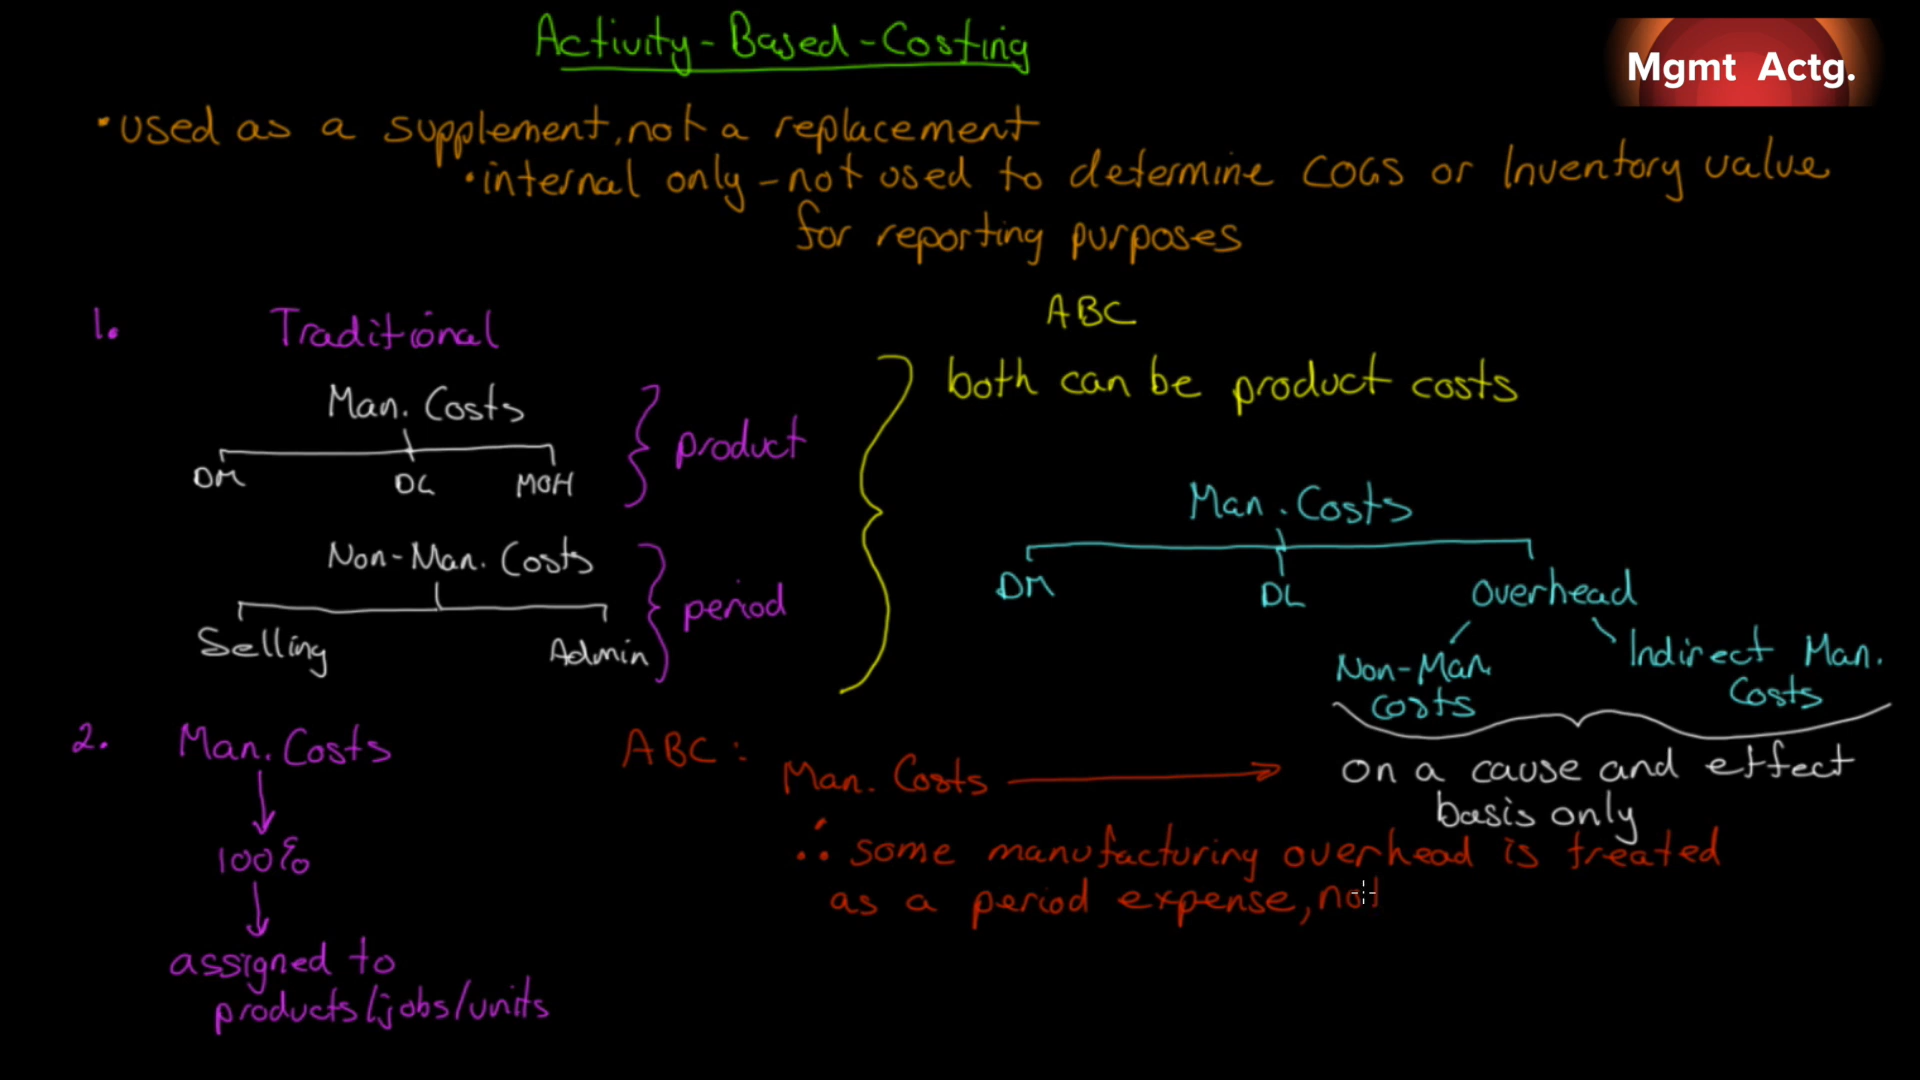 Activity-Based-Costing
Mgmt Actg.
•used as a supplement, not a replacement
•internal only - not used to determine COGS or Inventory value
for reporting purposes
1. Traditional
ABC
Man. Costs
DM DL MOH
} product
Non-Man. Costs
Selling Admin
} period
} both can be product costs
Man. Costs
DM DL Overhead
Non-Man. Costs
Indirect Man. Costs
on a cause and effect
basis only
2. Man. Costs
↓
100%
↓
assigned to
products/jobs/units
ABC: Man. Costs →
∴ some manufacturing overhead is treated
as a period expense, not